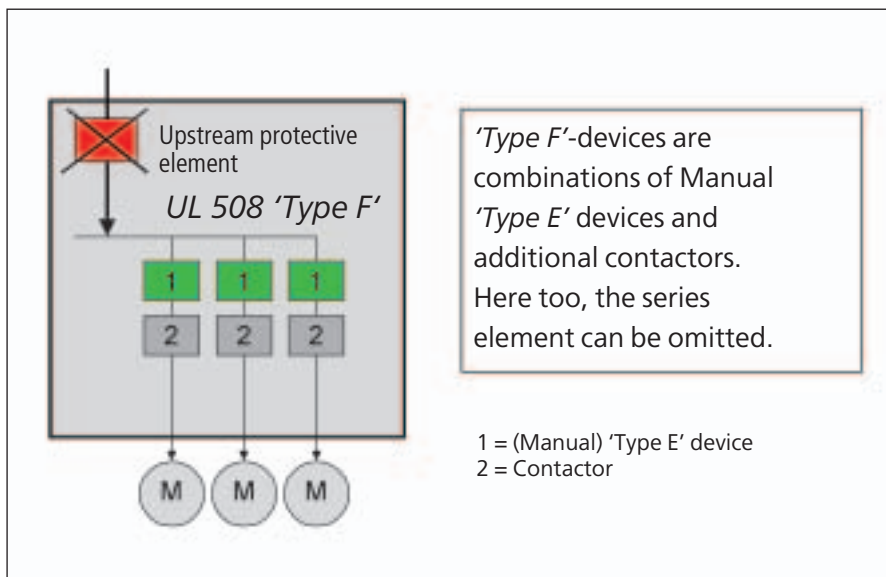 Upstream protective
element
UL 508 ‘Type F‘
1 1 1
2 2 2
M M M
‘Type F‘-devices are
combinations of Manual
‘Type E‘ devices and
additional contactors.
Here too, the series
element can be omitted.
1 = (Manual) ‘Type E‘ device
2 = Contactor